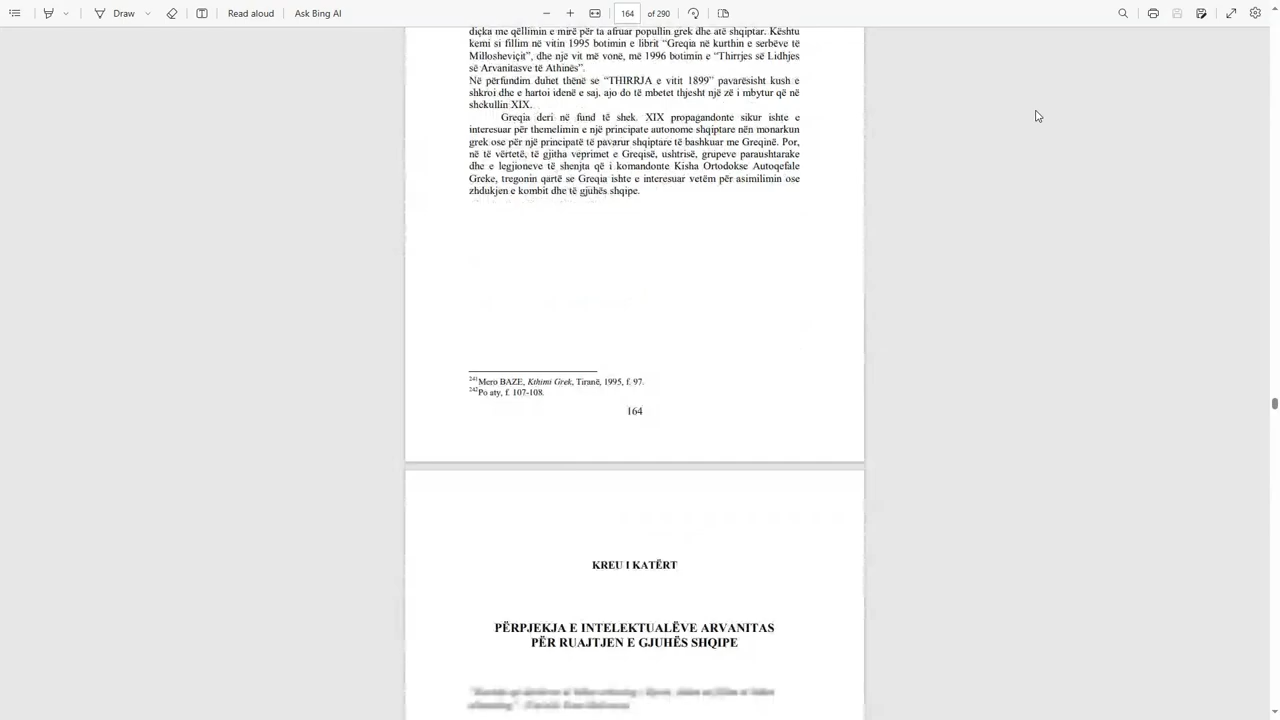 Draw
Read aloud
Ask Bing AI
164
of 290
diçka me qëllimin e mirë për ta afruar popullin grek dhe atë shqiptar. Kështu
kemi si fillim në vitin 1995 botimin e librit “Greqia në kurthin e serbëve të
Millosheviçit”, dhe një vit më vonë, më 1996 botimin e “Thirrjes së Lidhjes
së Arvanitasve të Athinës”.
Në përfundim duhet thënë se “THIRRJA e vitit 1899” pavarësisht kush e
shkroi dhe e hartoi idenë e saj, ajo do të mbetet thjesht një zë i mbytur që në
shekullin XIX.
Greqia deri në fund të shek. XIX propagandonte sikur ishte e
interesuar për themelimin e një principate autonome shqiptare nën monarkun
grek ose për një principatë të pavarur shqiptare të bashkuar me Greqinë. Por,
në të vërtetë, të gjitha veprimet e Greqisë, ushtrisë, grupeve paraushtarake
dhe e legjioneve të shenjta që i komandonte Kisha Ortodokse Autoqefale
Greke, tregonin qartë se Greqia ishte e interesuar vetëm për asimilimin ose
zhdukjen e kombit dhe të gjuhës shqipe.
241Mero BAZE, Kthimi Grek, Tiranë, 1995, f. 97.
242Po aty, f. 107-108.
164
KREU I KATËRT
PËRPJEKJA E INTELEKTUALËVE ARVANITAS
PËR RUAJTJEN E GJUHËS SHQIPE